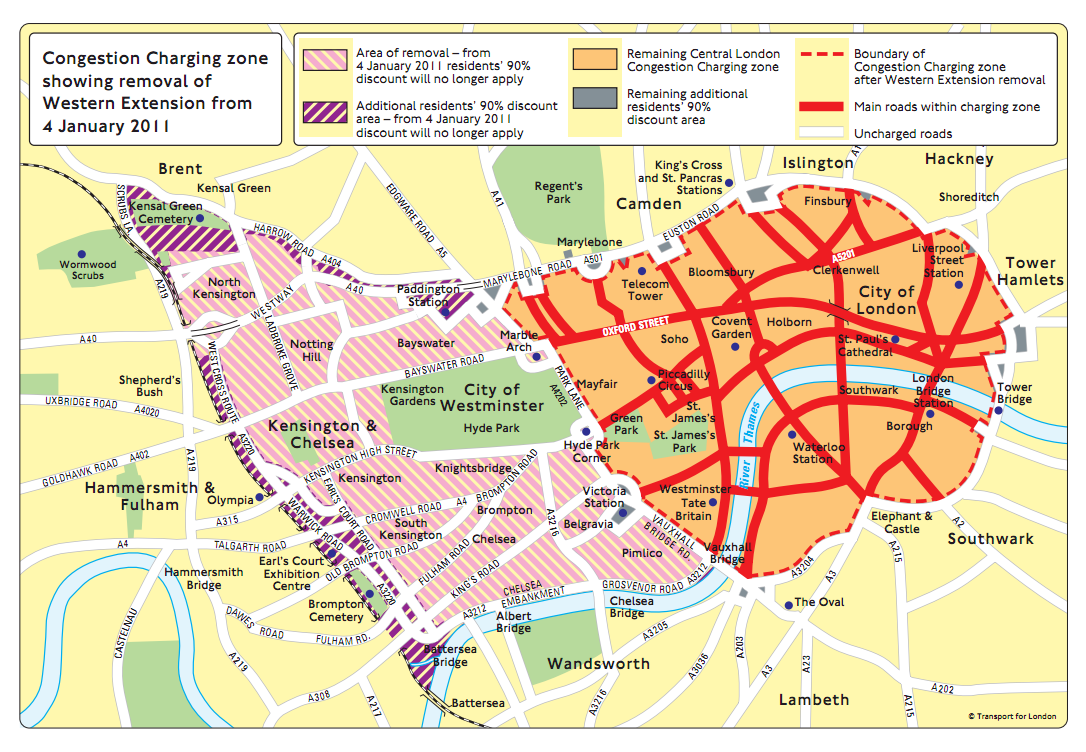 Congestion Charging zone
showing removal of
Western Extension from
4 January 2011
Area of removal – from
4 January 2011 residents' 90%
discount will no longer apply
Additional residents' 90% discount
area – from 4 January 2011
discount will no longer apply
Remaining Central London
Congestion Charging zone
Remaining additional
residents' 90%
discount area
Boundary of
Congestion Charging zone
after Western Extension removal
Main roads within charging zone
Uncharged roads
Brent
Kensal Green
SCRUBS LA.
Kensal Green
Cemetery
Wormwood
Scrubs
HARROW ROAD
A404
A219
North
Kensington
WESTWAY
A40
EDGWARE ROAD
A5
A41
Regent's
Park
Camden
King's Cross
and St. Pancras
Stations
Islington
A1
Hackney
Shoreditch
Finsbury
EUSTON ROAD
Marylebone
MARYLEBONE ROAD
A501
Telecom
Tower
Bloomsbury
A5201
Clerkenwell
Liverpool
Street
Station
Tower
Hamlets
City of
London
Paddington
Station
A40
LADBROKE GROVE
Notting
Hill
Bayswater
Marble
Arch
OXFORD STREET
Soho
Covent
Garden
Holborn
St. Paul's
Cathedral
WEST CROSS ROUTE
Shepherd's
Bush
BAYSWATER ROAD
PARK LANE
A4202
Mayfair
Piccadilly
Circus
Southwark
London
Bridge
Station
Tower
Bridge
UXBRIDGE ROAD
A4020
Kensington
Gardens
City of
Westminster
Hyde Park
St.
James's
Green
Park
St. James's
Park
River Thames
Borough
Kensington &
Chelsea
A3220
Hyde Park
Corner
Waterloo
Station
GOLDHAWK ROAD
A402
A219
KENSINGTON HIGH STREET
Knightsbridge
Kensington
Hammersmith &
Fulham
Olympia
EARL'S COURT ROAD
WARWICK ROAD
CROMWELL ROAD
A4
BROMPTON ROAD
Brompton
Victoria
Station
Belgravia
Westminster
Tate
Britain
Elephant &
Castle
A2
Southwark
A315
South
Kensington
Chelsea
A3216
VAUXHALL
BRIDGE RD.
Vauxhall
Bridge
A215
A4
TALGARTH ROAD
Earl's Court
Exhibition
Centre
OLD BROMPTON ROAD
FULHAM ROAD
Pimlico
A3204
A3
Hammersmith
Bridge
A3220
KING'S ROAD
CHELSEA
EMBANKMENT
GROSVENOR ROAD
A3212
Brompton
Cemetery
A3212
Albert
Bridge
Chelsea
Bridge
The Oval
DAWES ROAD
FULHAM RD.
A3205
CASTELNAU
A219
Battersea
Bridge
Wandsworth
A3036
A203
A3
A23
A308
A217
Battersea
A3216
Lambeth
A202
A215
© Transport for London